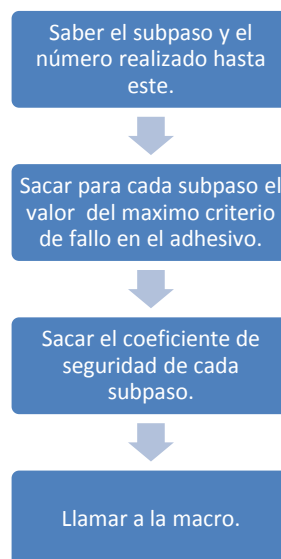 Saber el subpaso y el
número realizado hasta
este.
Sacar para cada subpaso el
valor del maximo criterio
de fallo en el adhesivo.
Sacar el coeficiente de
seguridad de cada
subpaso.
Llamar a la macro.